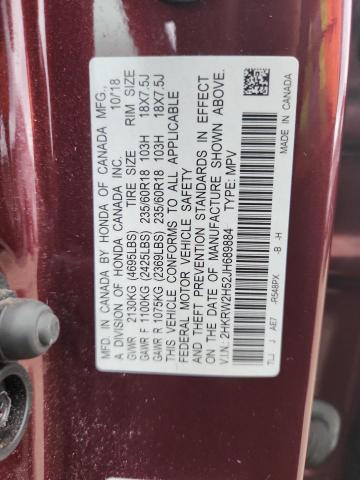 MFD. IN CANADA BY HONDA OF CANADA MFG.,
A DIVISION OF HONDA CANADA INC. 10/18
GVWR 2130KG (4695LBS) TIRE SIZE RIM SIZE
GAWR F 1100KG (2425LBS) 235/60R18 103H 18X7.5J
GAWR R 1075KG (2369LBS) 235/60R18 103H 18X7.5J
THIS VEHICLE CONFORMS TO ALL APPLICABLE
FEDERAL MOTOR VEHICLE SAFETY
AND THEFT PREVENTION STANDARDS IN EFFECT
ON THE DATE OF MANUFACTURE SHOWN ABOVE.
V.I.N: 2HKRW2H52JH689884 TYPE: MPV
TLJ J AE7 -R548PX -B -H
MADE IN CANADA